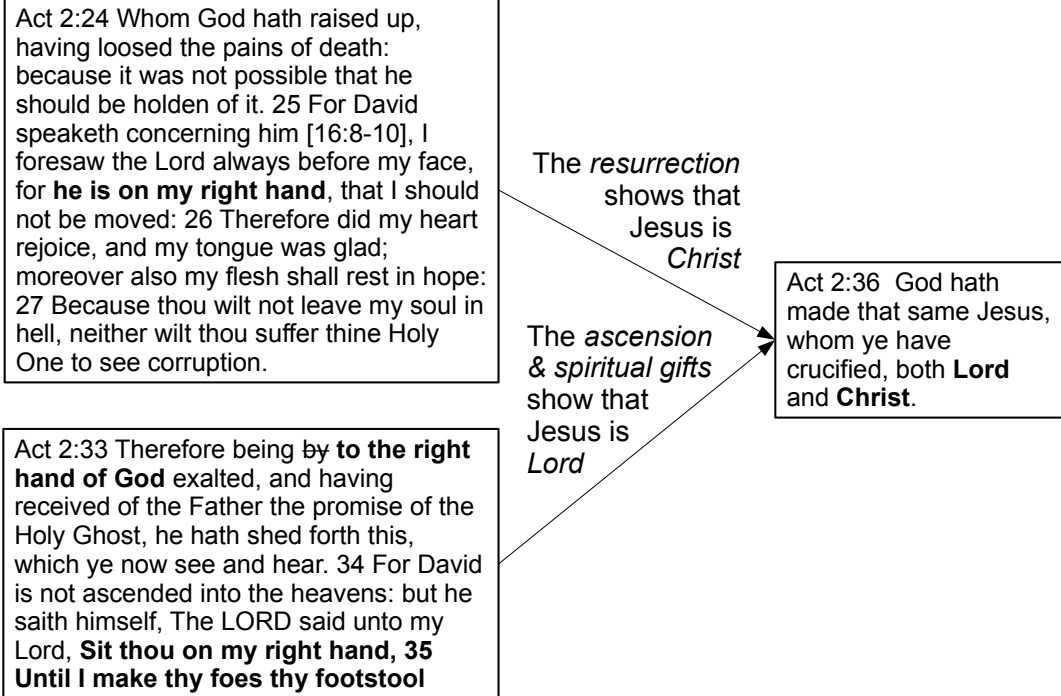 Act 2:24 Whom God hath raised up,
having loosed the pains of death:
because it was not possible that he
should be holden of it. 25 For David
speaketh concerning him [16:8-10], I
foresaw the Lord always before my face,
for he is on my right hand, that I should
not be moved: 26 Therefore did my heart
rejoice, and my tongue was glad;
moreover also my flesh shall rest in hope:
27 Because thou wilt not leave my soul in
hell, neither wilt thou suffer thine Holy
One to see corruption.
The resurrection
shows that
Jesus is
Christ
The ascension
& spiritual gifts
show that
Jesus is
Lord
Act 2:36  God hath
made that same Jesus,
whom ye have
crucified, both Lord
and Christ.
Act 2:33 Therefore being by to the right
hand of God exalted, and having
received of the Father the promise of the
Holy Ghost, he hath shed forth this,
which ye now see and hear. 34 For David
is not ascended into the heavens: but he
saith himself, The LORD said unto my
Lord, Sit thou on my right hand, 35
Until I make thy foes thy footstool